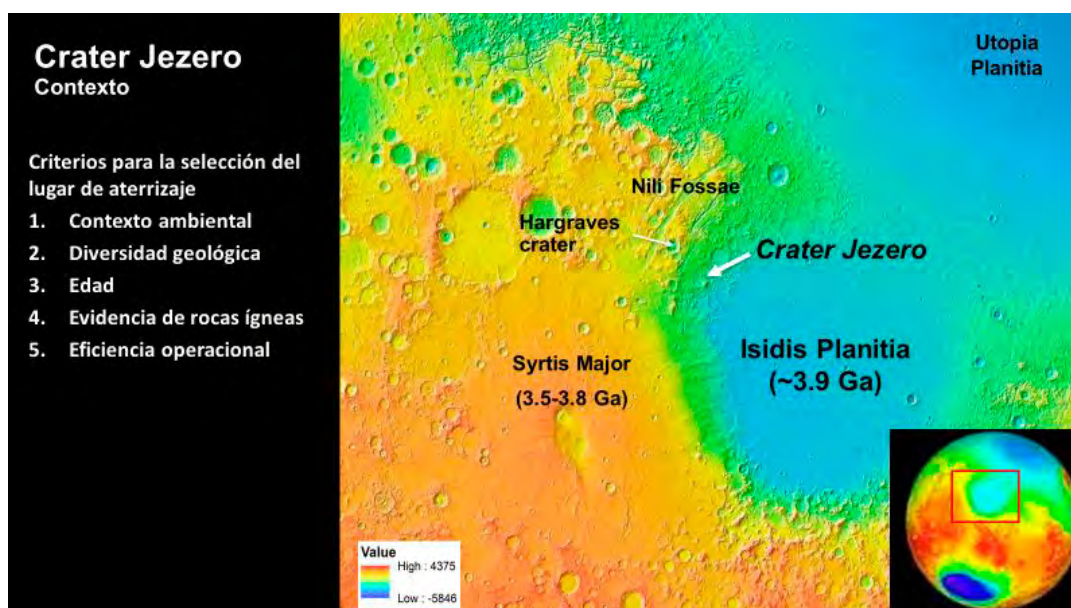 Crater Jezero
Contexto
Criterios para la selección del
lugar de aterrizaje
1. Contexto ambiental
2. Diversidad geológica
3. Edad
4. Evidencia de rocas ígneas
5. Eficiencia operacional
Utopia
Planitia
Nili Fossae
Hargraves
crater
Crater Jezero
Isidis Planitia
(~3.9 Ga)
Syrtis Major
(3.5-3.8 Ga)
Value
High : 4375
Low : -5846